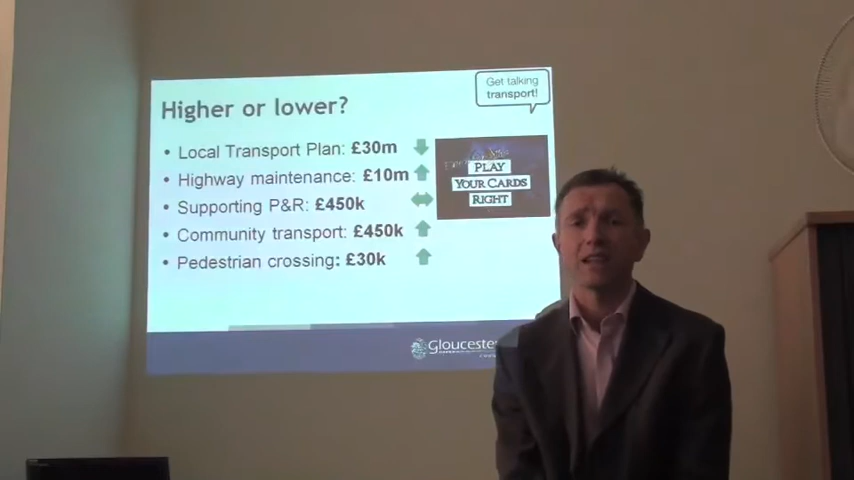 Get talking
transport!
Higher or lower?
• Local Transport Plan: £30m
• Highway maintenance: £10m
• Supporting P&R: £450k
• Community transport: £450k
• Pedestrian crossing: £30k
PLAY
YOUR CARDS
RIGHT
Gloucester